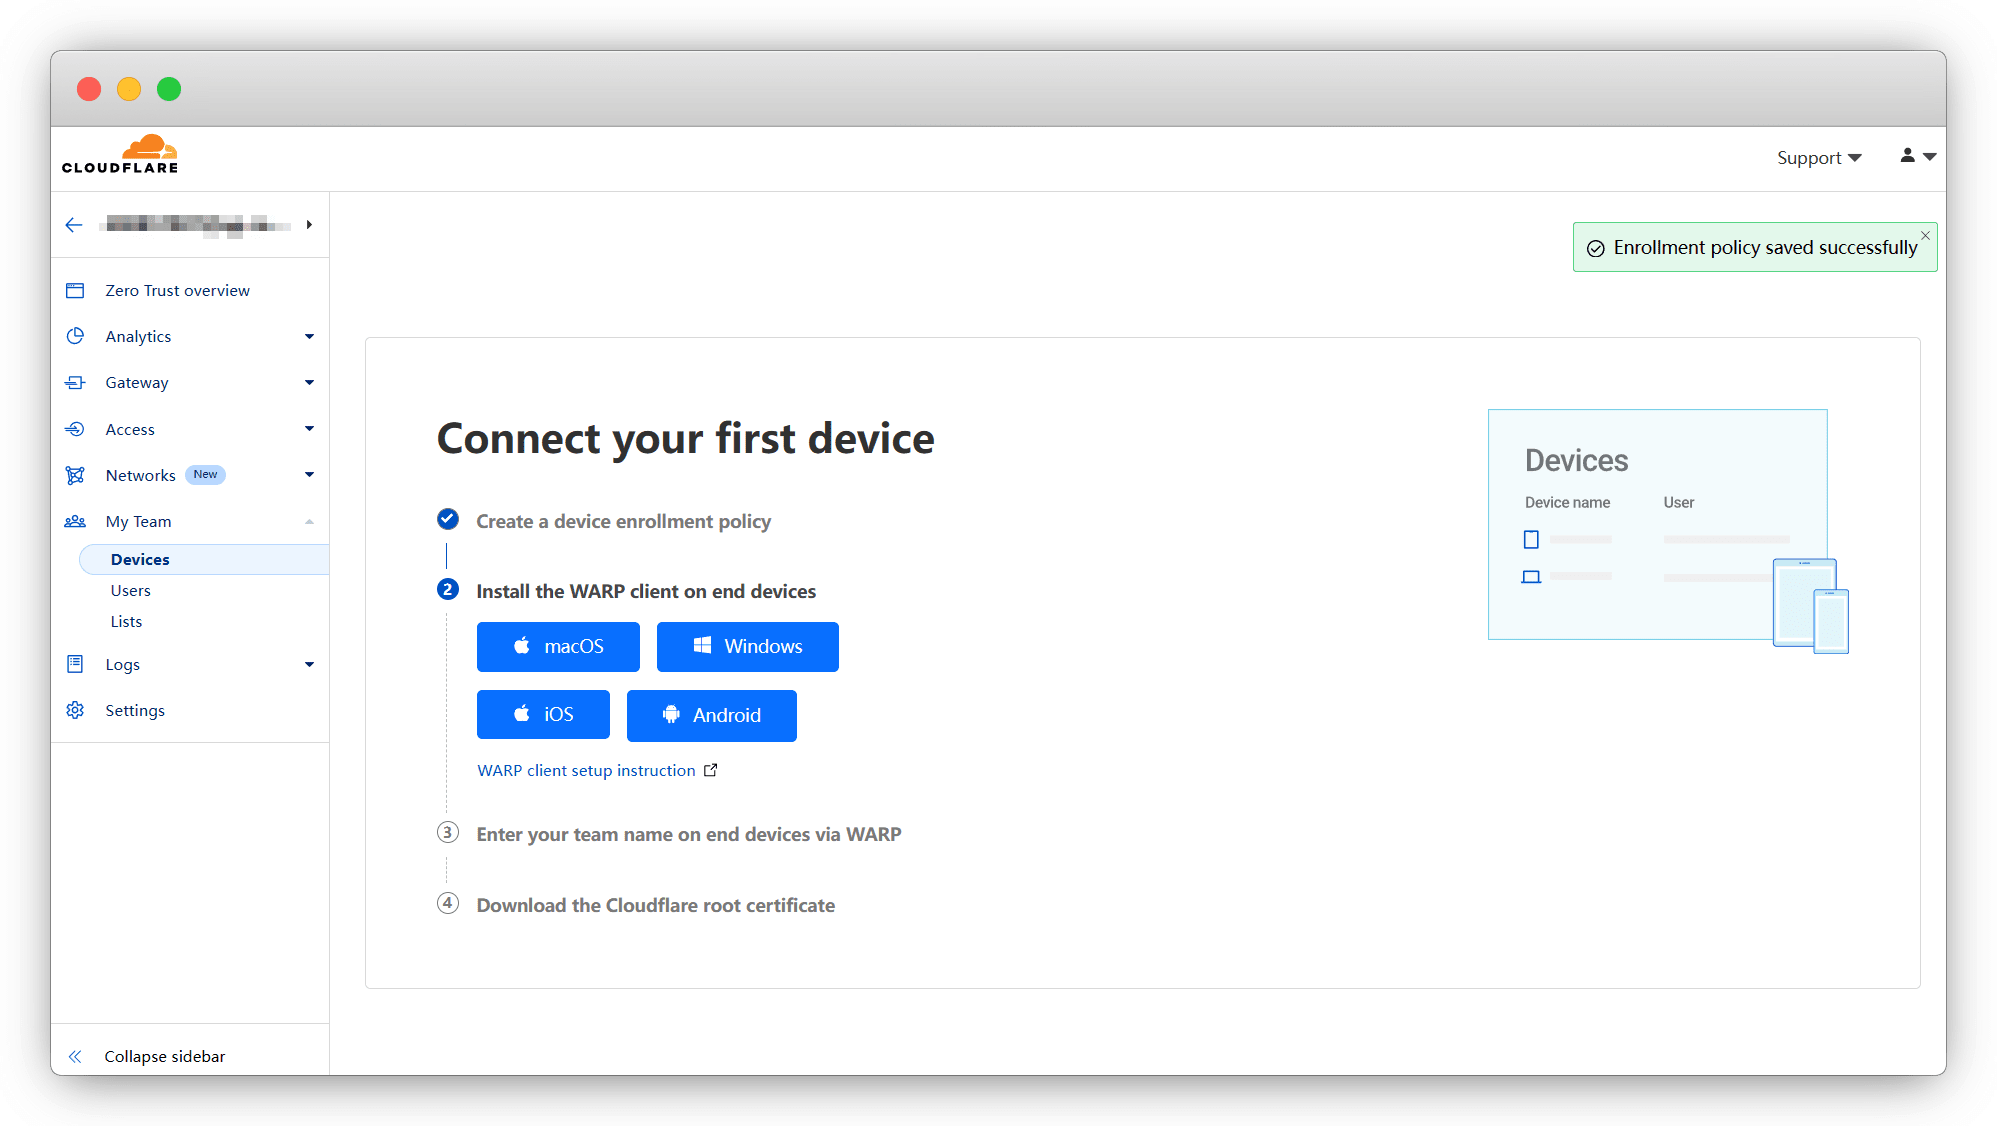 CLOUDFLARE
Support
Enrollment policy saved successfully
Zero Trust overview
Analytics
Gateway
Access
Networks New
My Team
Devices
Users
Lists
Logs
Settings
Collapse sidebar
Connect your first device
Create a device enrollment policy
2 Install the WARP client on end devices
macOS Windows
iOS Android
WARP client setup instruction
3 Enter your team name on end devices via WARP
4 Download the Cloudflare root certificate
Devices
Device name User